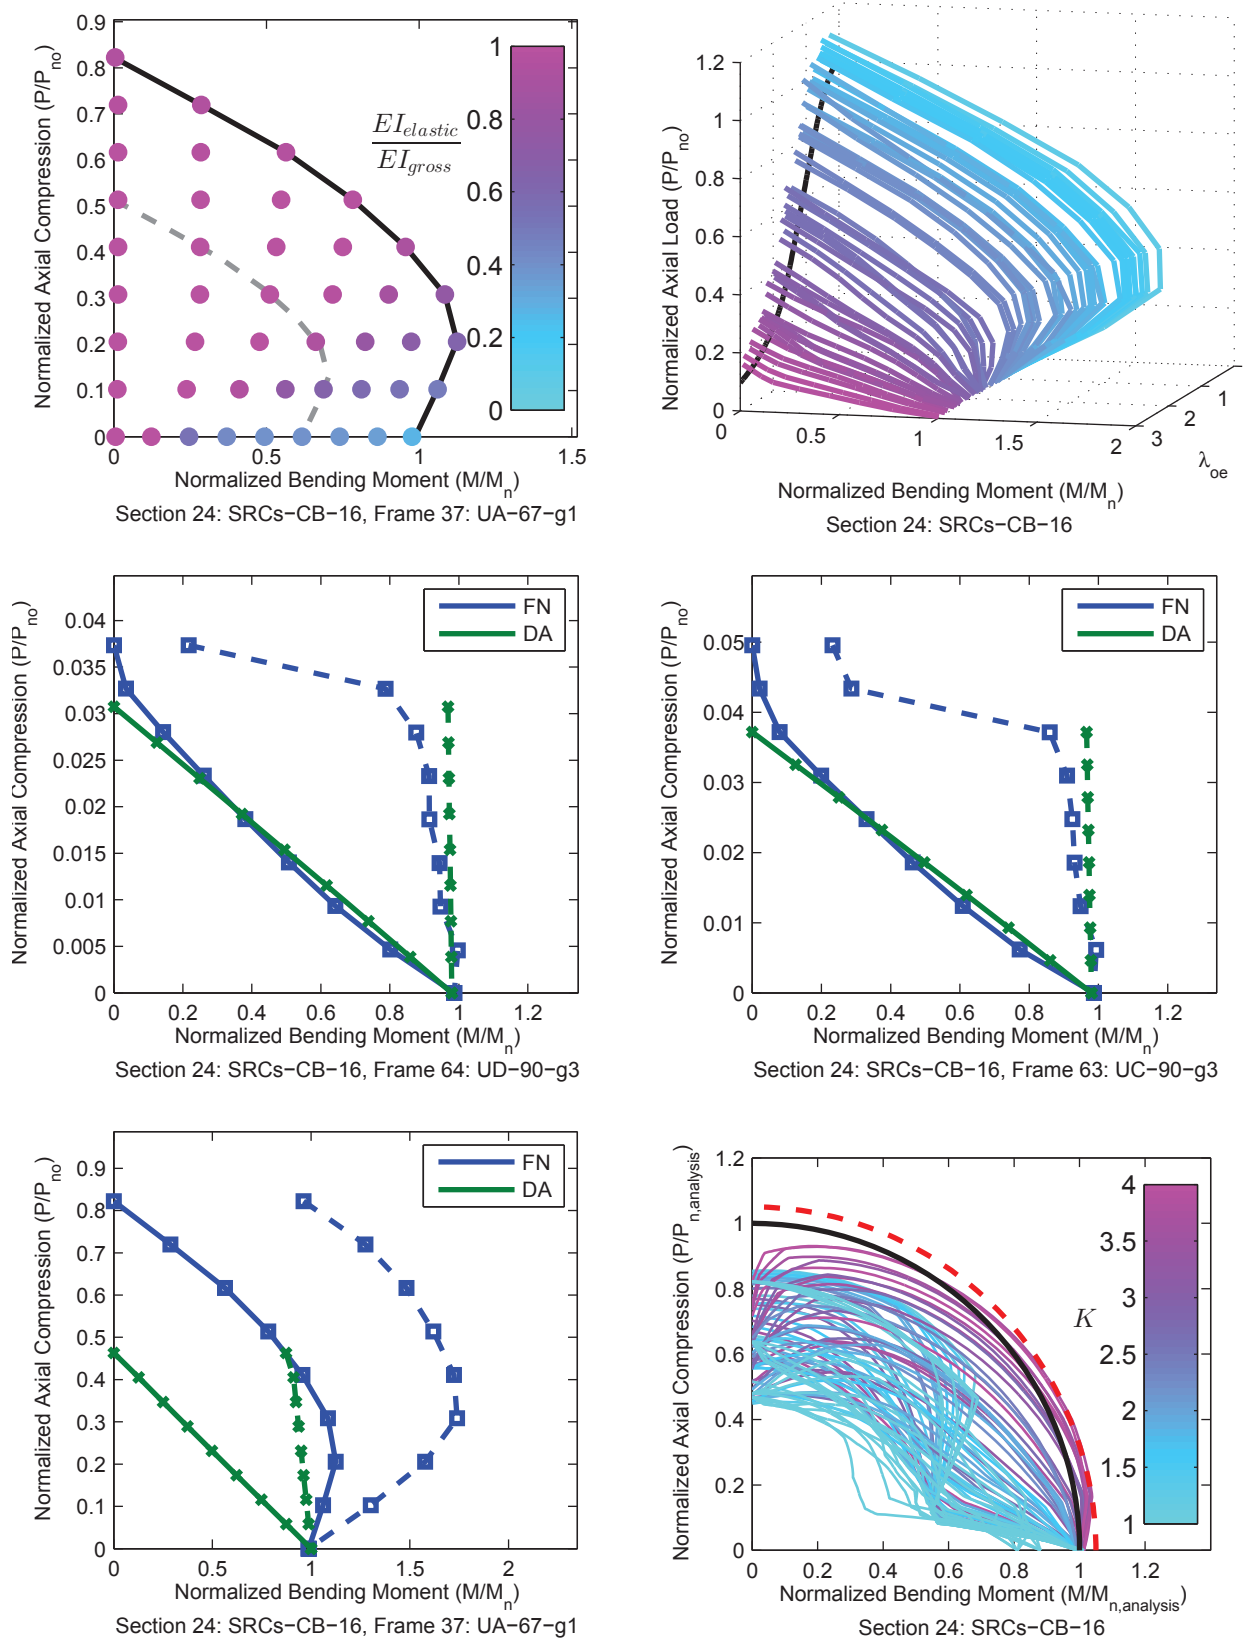 Normalized Axial Compression (P/Pno)
0.9
0.8
0.7
0.6
0.5
0.4
0.3
0.2
0.1
0
0 0.5 1 1.5
EIelastic
EIgross
1
0.8
0.6
0.4
0.2
0
Normalized Bending Moment (M/Mn)
Section 24: SRCs−CB−16, Frame 37: UA−67−g1
Normalized Axial Load (P/Pno)
1.2
1
0.8
0.6
0.4
0.2
0
0 0.5 1 1.5 2
3 2 1
λoe
Normalized Bending Moment (M/Mn)
Section 24: SRCs−CB−16
Normalized Axial Compression (P/Pno)
0.04
0.035
0.03
0.025
0.02
0.015
0.01
0.005
0
0 0.2 0.4 0.6 0.8 1 1.2
FN
DA
Normalized Bending Moment (M/Mn)
Section 24: SRCs−CB−16, Frame 64: UD−90−g3
Normalized Axial Compression (P/Pno)
0.05
0.04
0.03
0.02
0.01
0
0 0.2 0.4 0.6 0.8 1 1.2
FN
DA
Normalized Bending Moment (M/Mn)
Section 24: SRCs−CB−16, Frame 63: UC−90−g3
Normalized Axial Compression (P/Pno)
0.9
0.8
0.7
0.6
0.5
0.4
0.3
0.2
0.1
0
0 0.5 1 1.5 2
FN
DA
Normalized Bending Moment (M/Mn)
Section 24: SRCs−CB−16, Frame 37: UA−67−g1
Normalized Axial Compression (P/Pn,analysis)
1.2
1
0.8
0.6
0.4
0.2
0
0 0.2 0.4 0.6 0.8 1 1.2
K
4
3.5
3
2.5
2
1.5
1
Normalized Bending Moment (M/Mn,analysis)
Section 24: SRCs−CB−16